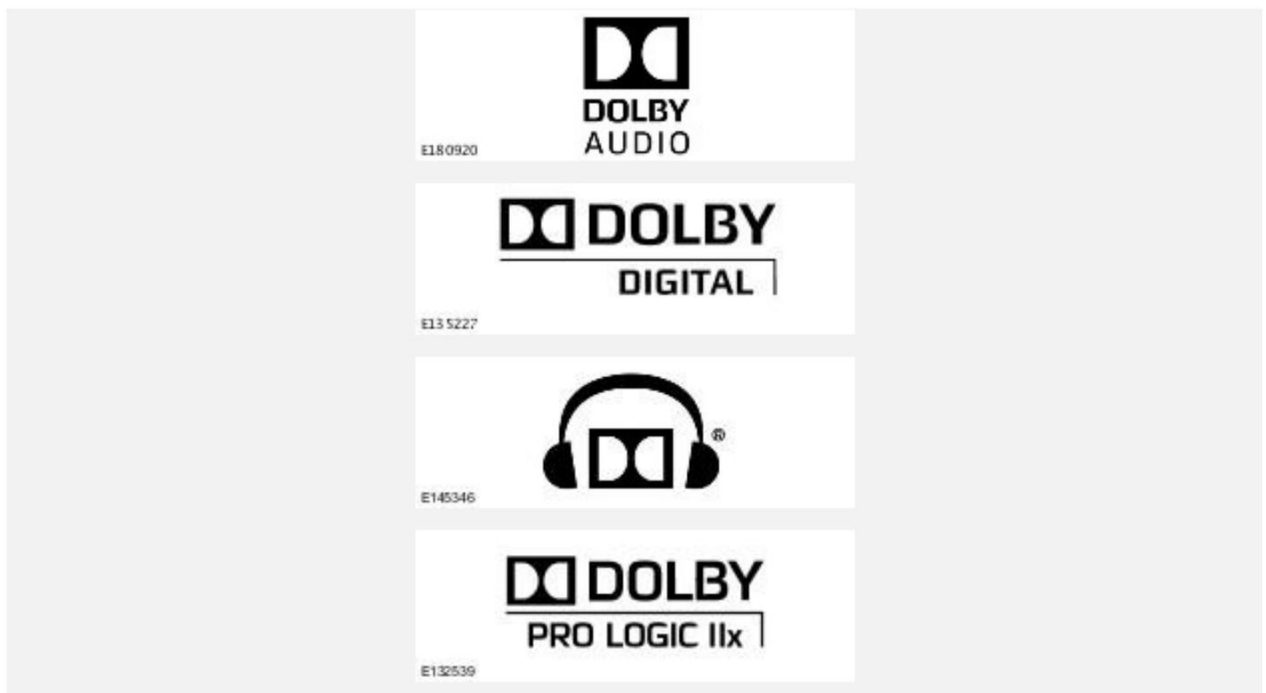 DOLBY
AUDIO
E180920
DOLBY
DIGITAL
E135227
®
E145346
DOLBY
PRO LOGIC IIx
E132539